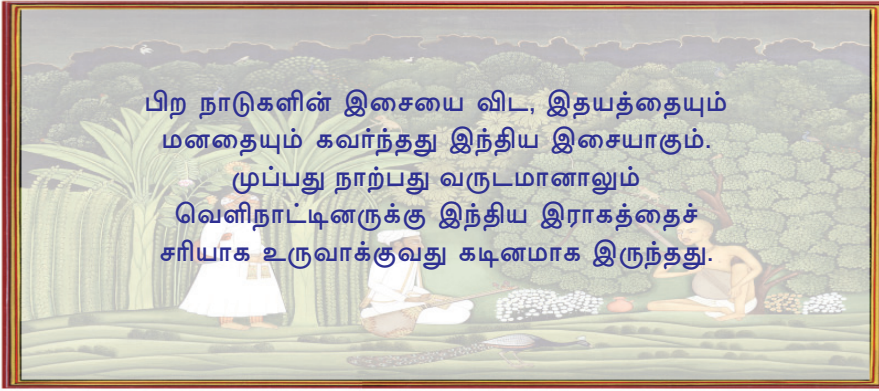 பிற நாடுகளின் இசையை விட, இதயத்தையும்
மனதையும் கவர்ந்தது இந்திய இசையாகும்.
முப்பது நாற்பது வருடமானாலும்
வெளிநாட்டினருக்கு இந்திய இராகத்தைச்
சரியாக உருவாக்குவது கடினமாக இருந்தது.